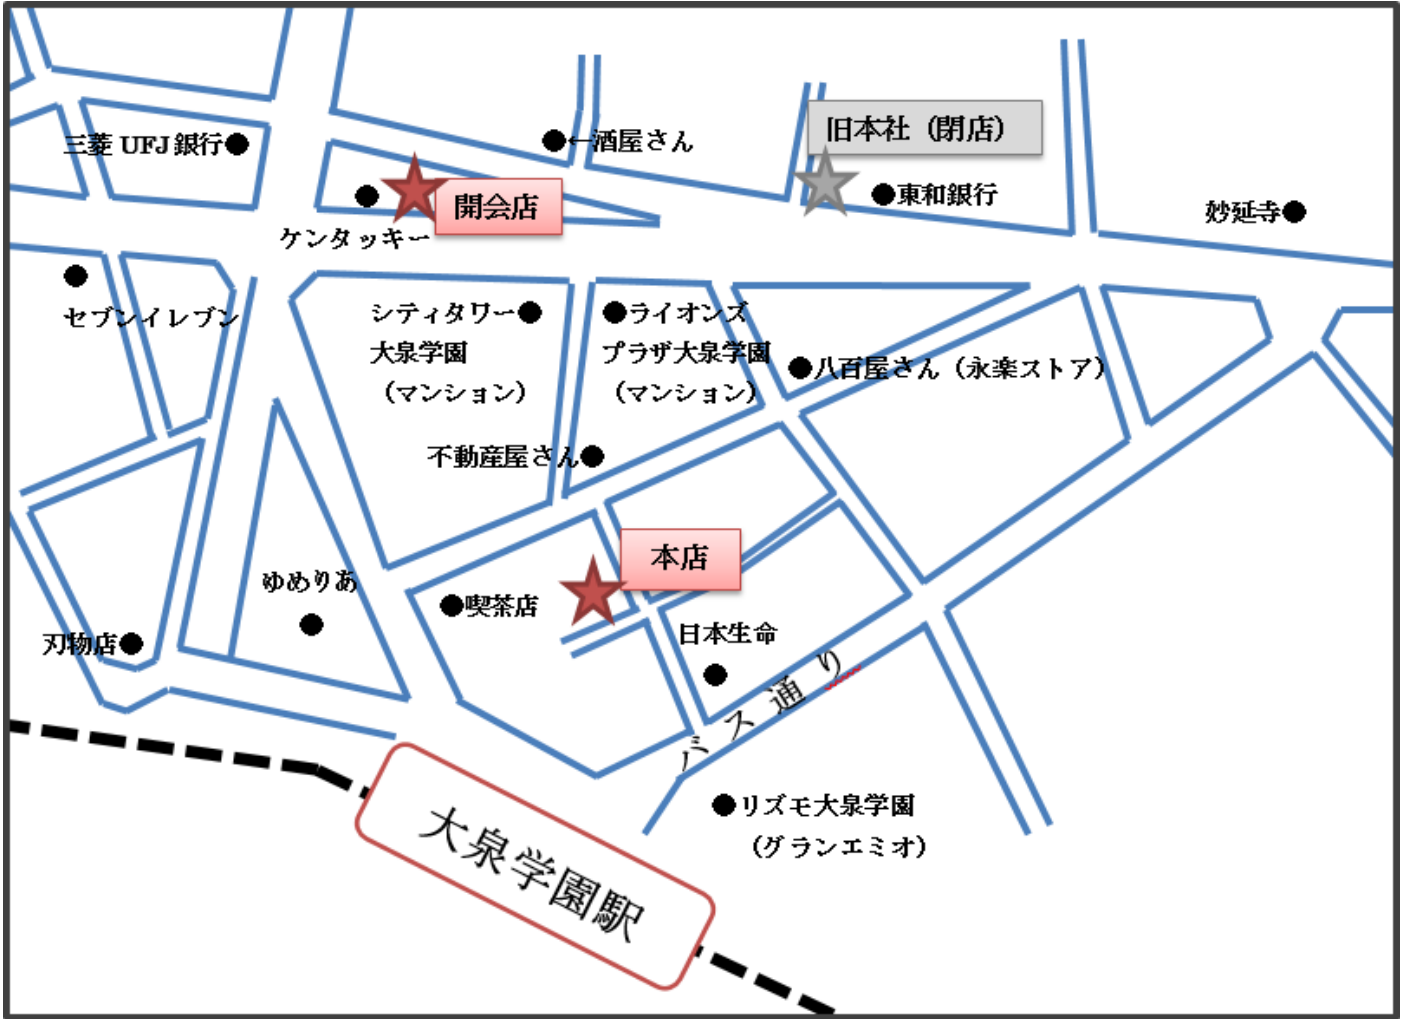 旧本社（閉店）
三菱 UFJ 銀行
←酒屋さん
東和銀行
開会店
妙延寺
ケンタッキー
セブンイレブン
シティタワー
大泉学園
（マンション）
ライオンズ
プラザ大泉学園
（マンション）
八百屋さん（永楽ストア）
不動産屋さん
本店
ゆめりあ
喫茶店
日本生命
刃物店
バス通り
リズモ大泉学園
（グランエミオ）
大泉学園駅